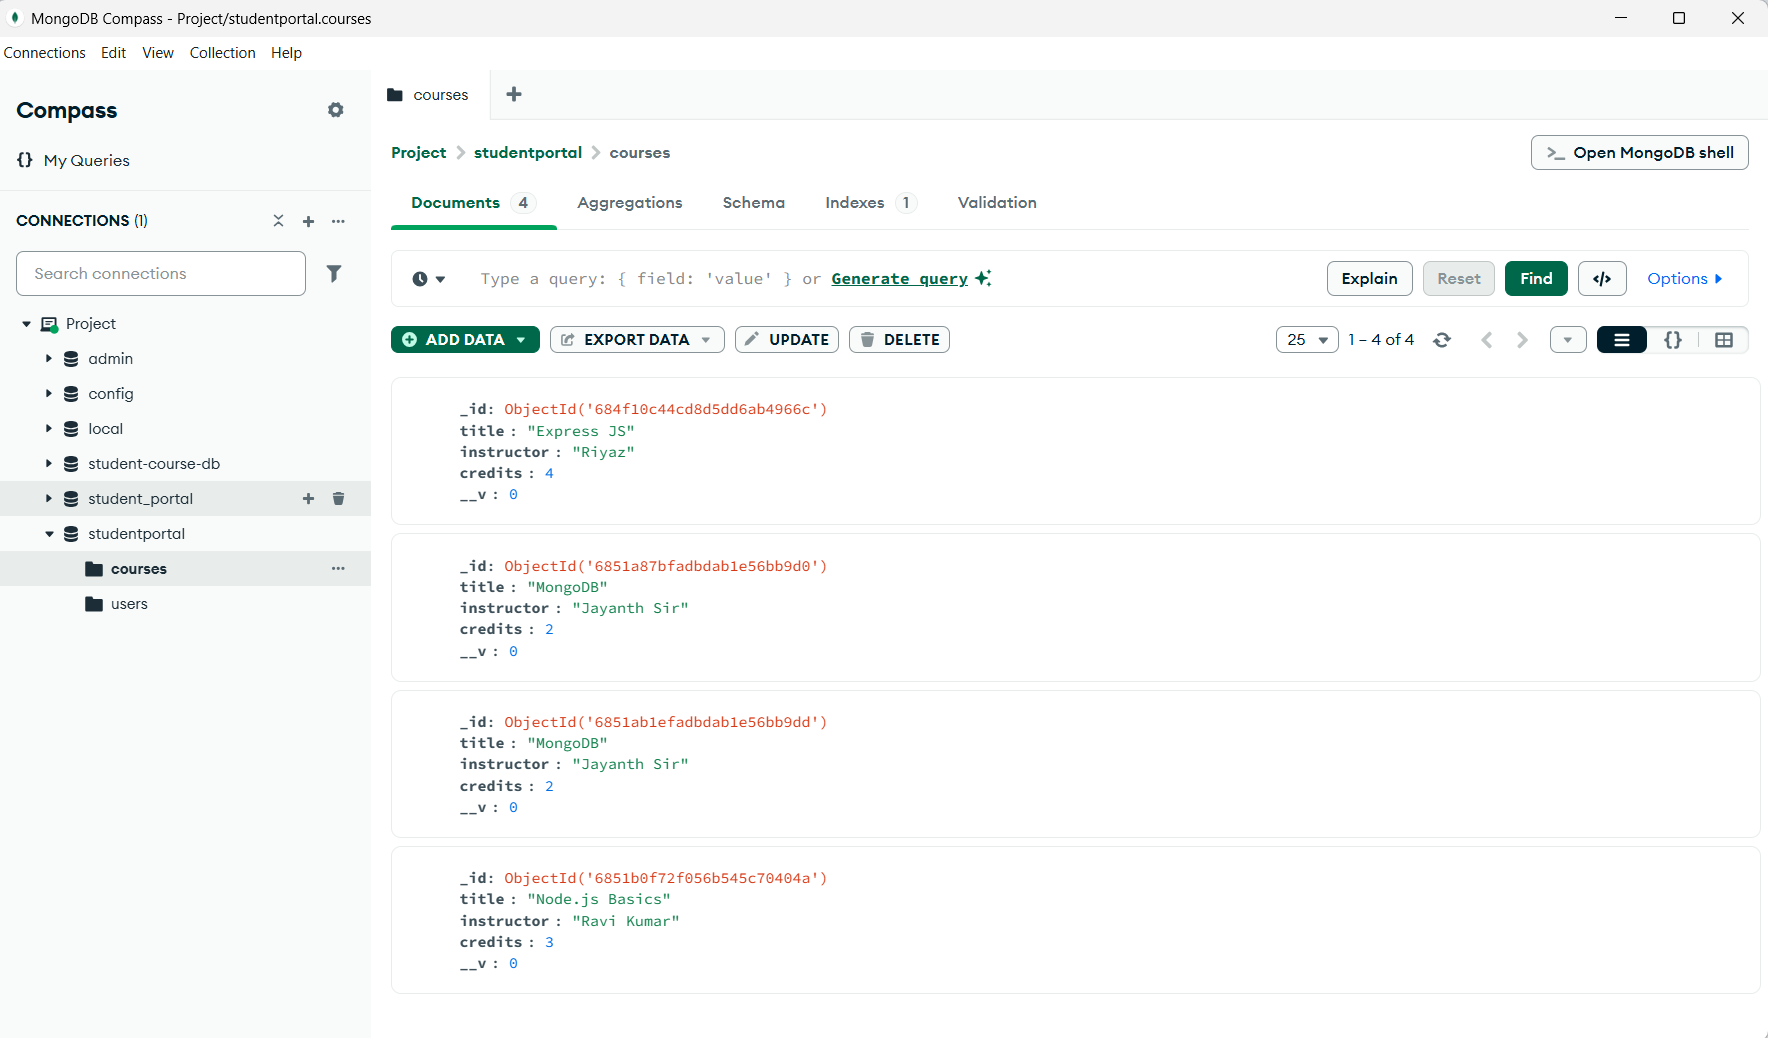 MongoDB Compass - Project/studentportal.courses
Connections Edit View Collection Help
Compass
{} My Queries
CONNECTIONS (1)
Search connections
Project
admin
config
local
student-course-db
student_portal
studentportal
courses
users
courses
Project > studentportal > courses
>_ Open MongoDB shell
Documents 4 Aggregations Schema Indexes 1 Validation
Type a query: { field: 'value' } or Generate query
Explain Reset Find </> Options
ADD DATA EXPORT DATA UPDATE DELETE
25 1 – 4 of 4 {}
_id: ObjectId('684f10c44cd8d5dd6ab4966c')
title : "Express JS"
instructor : "Riyaz"
credits : 4
__v : 0
_id: ObjectId('6851a87bfadbdab1e56bb9d0')
title : "MongoDB"
instructor : "Jayanth Sir"
credits : 2
__v : 0
_id: ObjectId('6851ab1efadbdab1e56bb9dd')
title : "MongoDB"
instructor : "Jayanth Sir"
credits : 2
__v : 0
_id: ObjectId('6851b0f72f056b545c70404a')
title : "Node.js Basics"
instructor : "Ravi Kumar"
credits : 3
__v : 0